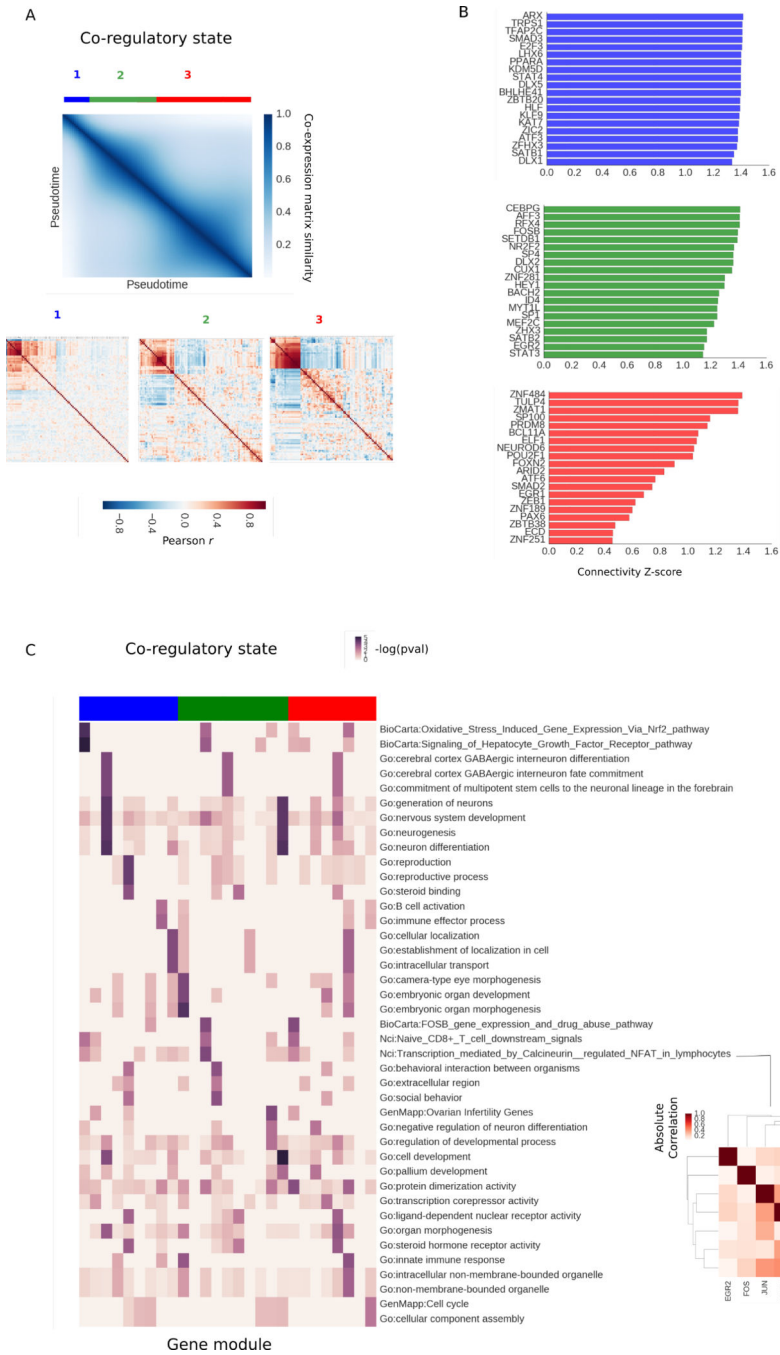 A
Co-regulatory state
1
2
3
1.0
0.8
0.6
0.4
0.2
Co-expression matrix similarity
Pseudotime
Pseudotime
1
2
3
−0.8
−0.4
0.0
0.4
0.8
Pearson r
B
ARX
TRPS1
TFAP2C
SMAD3
E2F3
LHX6
PPARA
KDM5D
STAT4
DLX5
BHLHE41
ZBTB20
HLF
KLF9
KAT7
ZIC2
ATF3
ZFHX3
SATB1
DLX1
0.0 0.2 0.4 0.6 0.8 1.0 1.2 1.4 1.6
CEBPG
AFF3
RFX4
FOSB
SETDB1
NR2F2
SP4
DLX2
CUX1
ZNF281
HEY1
BACH2
ID4
MYT1L
SP1
MEF2C
ZHX3
SATB2
EGR2
STAT3
0.0 0.2 0.4 0.6 0.8 1.0 1.2 1.4 1.6
ZNF484
TULP4
ZMAT1
SP100
PRDM8
BCL11A
ELF1
NEUROD6
POU2F1
FOXN2
ARID2
ATF6
SMAD2
EGR1
ZEB1
ZNF189
PAX6
ZBTB38
ECD
ZNF251
0.0 0.2 0.4 0.6 0.8 1.0 1.2 1.4 1.6
Connectivity Z-score
C
Co-regulatory state
-log(pval)
BioCarta:Oxidative_Stress_Induced_Gene_Expression_Via_Nrf2_pathway
BioCarta:Signaling_of_Hepatocyte_Growth_Factor_Receptor_pathway
Go:cerebral cortex GABAergic interneuron differentiation
Go:cerebral cortex GABAergic interneuron fate commitment
Go:commitment of multipotent stem cells to the neuronal lineage in the forebrain
Go:generation of neurons
Go:nervous system development
Go:neurogenesis
Go:neuron differentiation
Go:reproduction
Go:reproductive process
Go:steroid binding
Go:B cell activation
Go:immune effector process
Go:cellular localization
Go:establishment of localization in cell
Go:intracellular transport
Go:camera-type eye morphogenesis
Go:embryonic organ development
Go:embryonic organ morphogenesis
BioCarta:FOSB_gene_expression_and_drug_abuse_pathway
Nci:Naive_CD8+_T_cell_downstream_signals
Nci:Transcription_mediated_by_Calcineurin__regulated_NFAT_in_lymphocytes
Go:behavioral interaction between organisms
Go:extracellular region
Go:social behavior
GenMapp:Ovarian Infertility Genes
Go:negative regulation of neuron differentiation
Go:regulation of developmental process
Go:cell development
Go:pallium development
Go:protein dimerization activity
Go:transcription corepressor activity
Go:ligand-dependent nuclear receptor activity
Go:organ morphogenesis
Go:steroid hormone receptor activity
Go:innate immune response
Go:intracellular non-membrane-bounded organelle
Go:non-membrane-bounded organelle
GenMapp:Cell cycle
Go:cellular component assembly
Gene module
Absolute
Correlation
1.0
0.8
0.6
0.4
0.2
EGR2
FOS
JUN